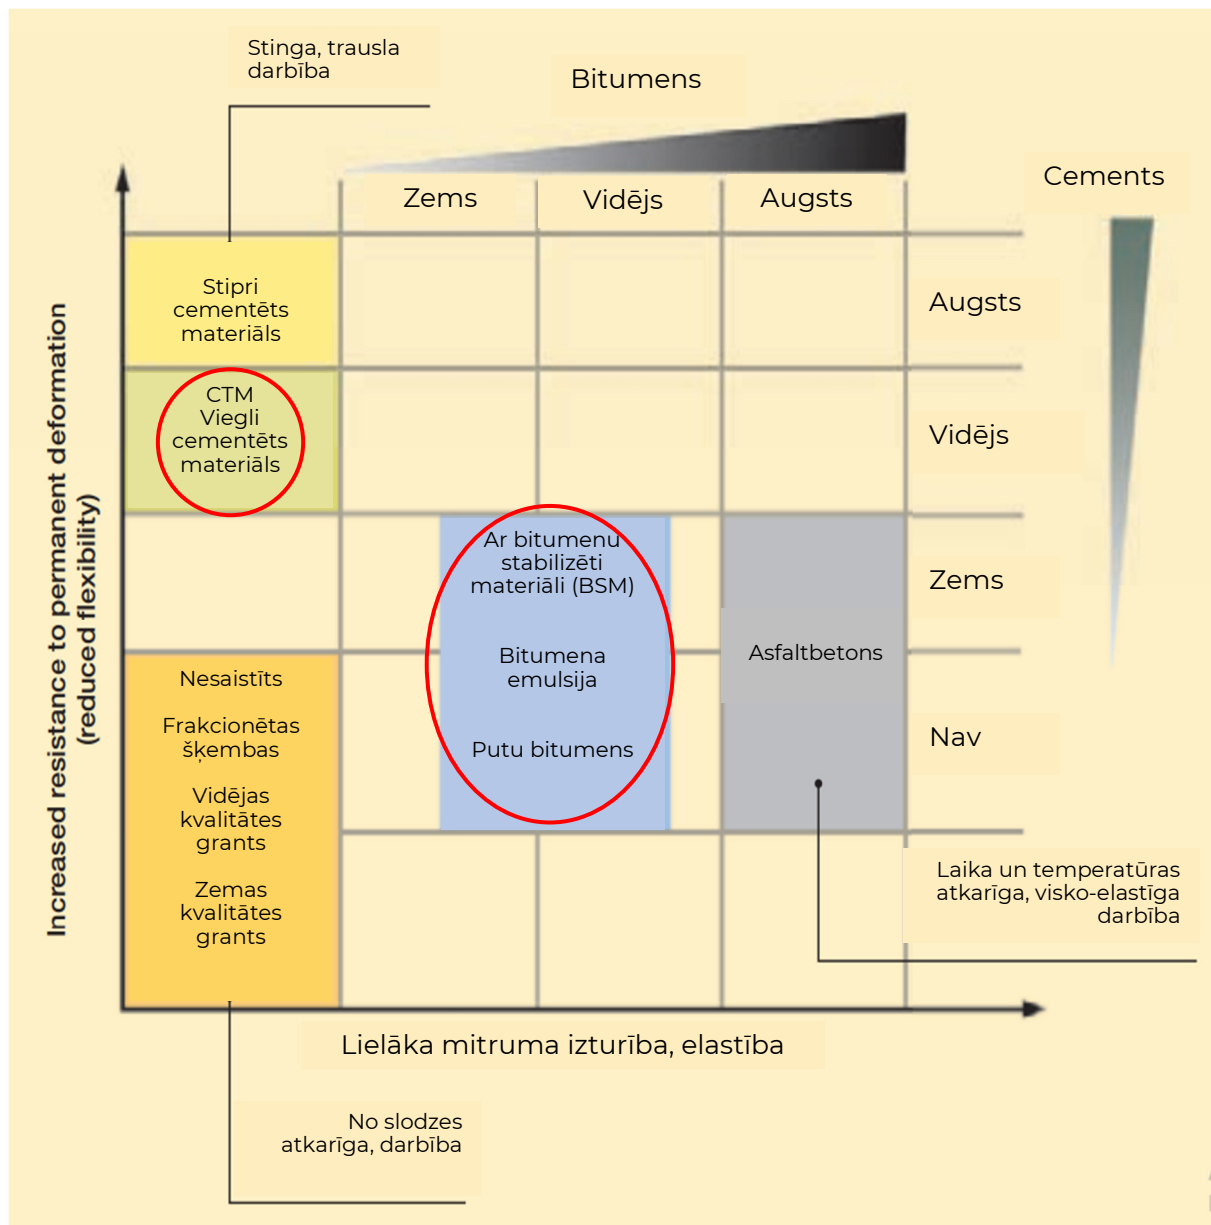 Stinga, trausla
darbība
Bitumens
Cements
Zems
Vidējs
Augsts
Stipri
cementēts
materiāls
Augsts
CTM
Viegli
cementēts
materiāls
Vidējs
Ar bitumenu
stabilizēti
materiāli (BSM)
Bitumena
emulsija
Putu bitumens
Asfaltbetons
Zems
Nav
Nesaistīts
Frakcionētas
šķembas
Vidējas
kvalitātes
grants
Zemas
kvalitātes
grants
Increased resistance to permanent deformation
(reduced flexibility)
Laika un temperatūras
atkarīga, visko-elastīga
darbība
Lielāka mitruma izturība, elastība
No slodzes
atkarīga, darbība